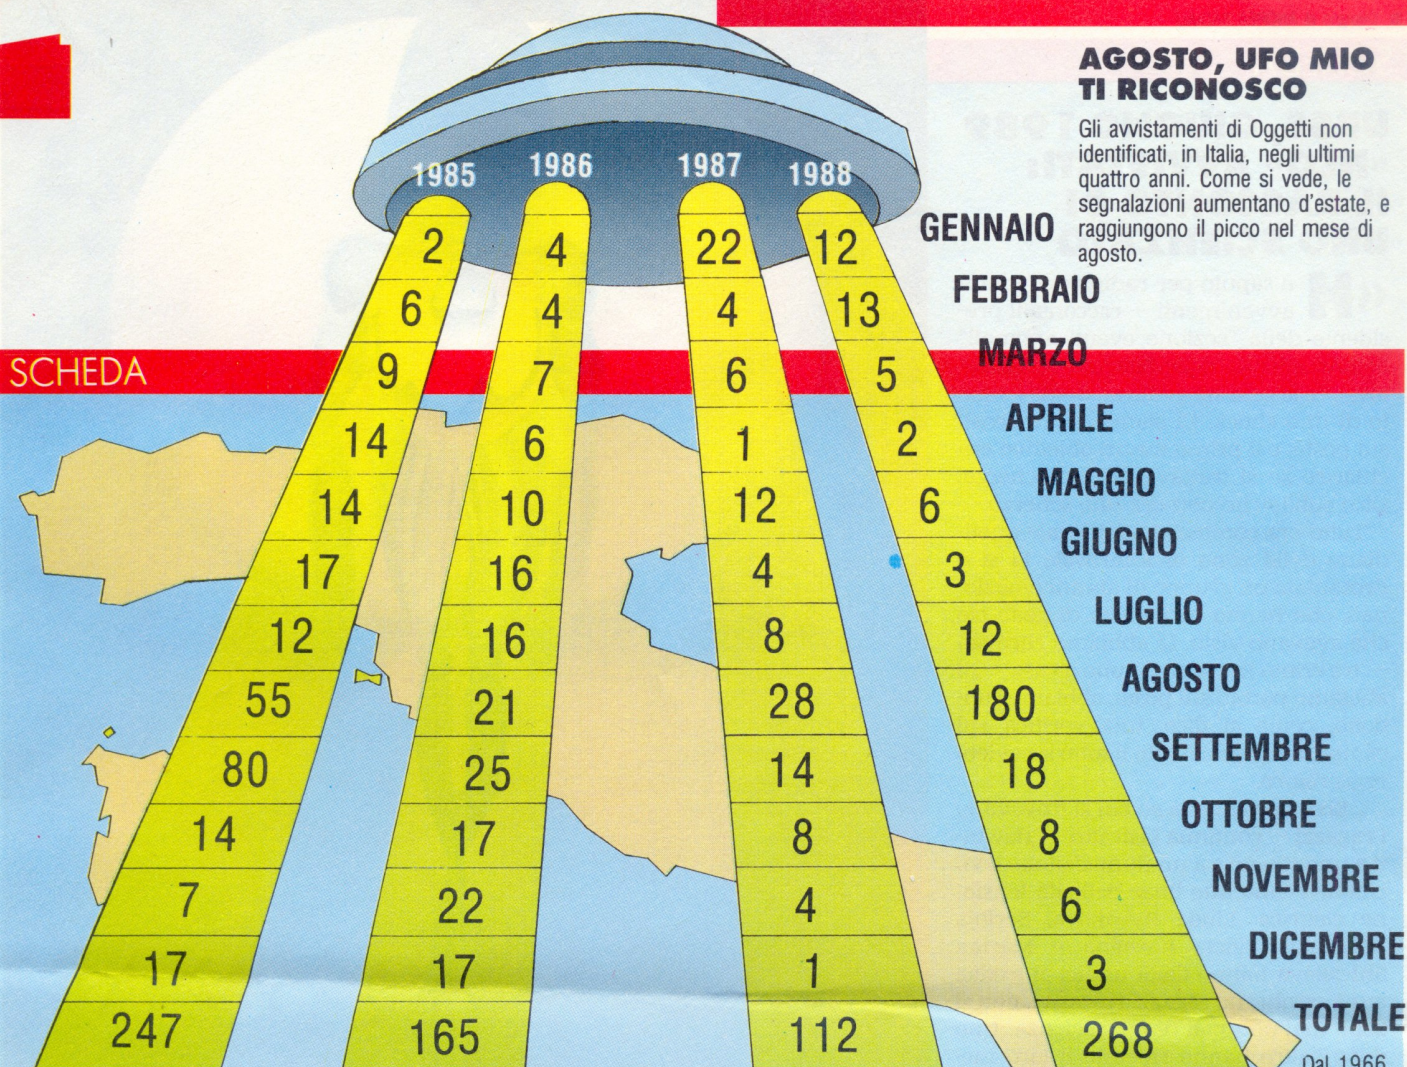 AGOSTO, UFO MIO
TI RICONOSCO
Gli avvistamenti di Oggetti non
identificati, in Italia, negli ultimi
quattro anni. Come si vede, le
segnalazioni aumentano d'estate, e
raggiungono il picco nel mese di
agosto.
SCHEDA
1985 1986 1987 1988
2 4 22 12 GENNAIO
6 4 4 13 FEBBRAIO
9 7 6 5 MARZO
14 6 1 2 APRILE
14 10 12 6 MAGGIO
17 16 4 3 GIUGNO
12 16 8 12 LUGLIO
55 21 28 180 AGOSTO
80 25 14 18 SETTEMBRE
14 17 8 8 OTTOBRE
7 22 4 6 NOVEMBRE
17 17 1 3 DICEMBRE
247 165 112 268 TOTALE
Dal 1966